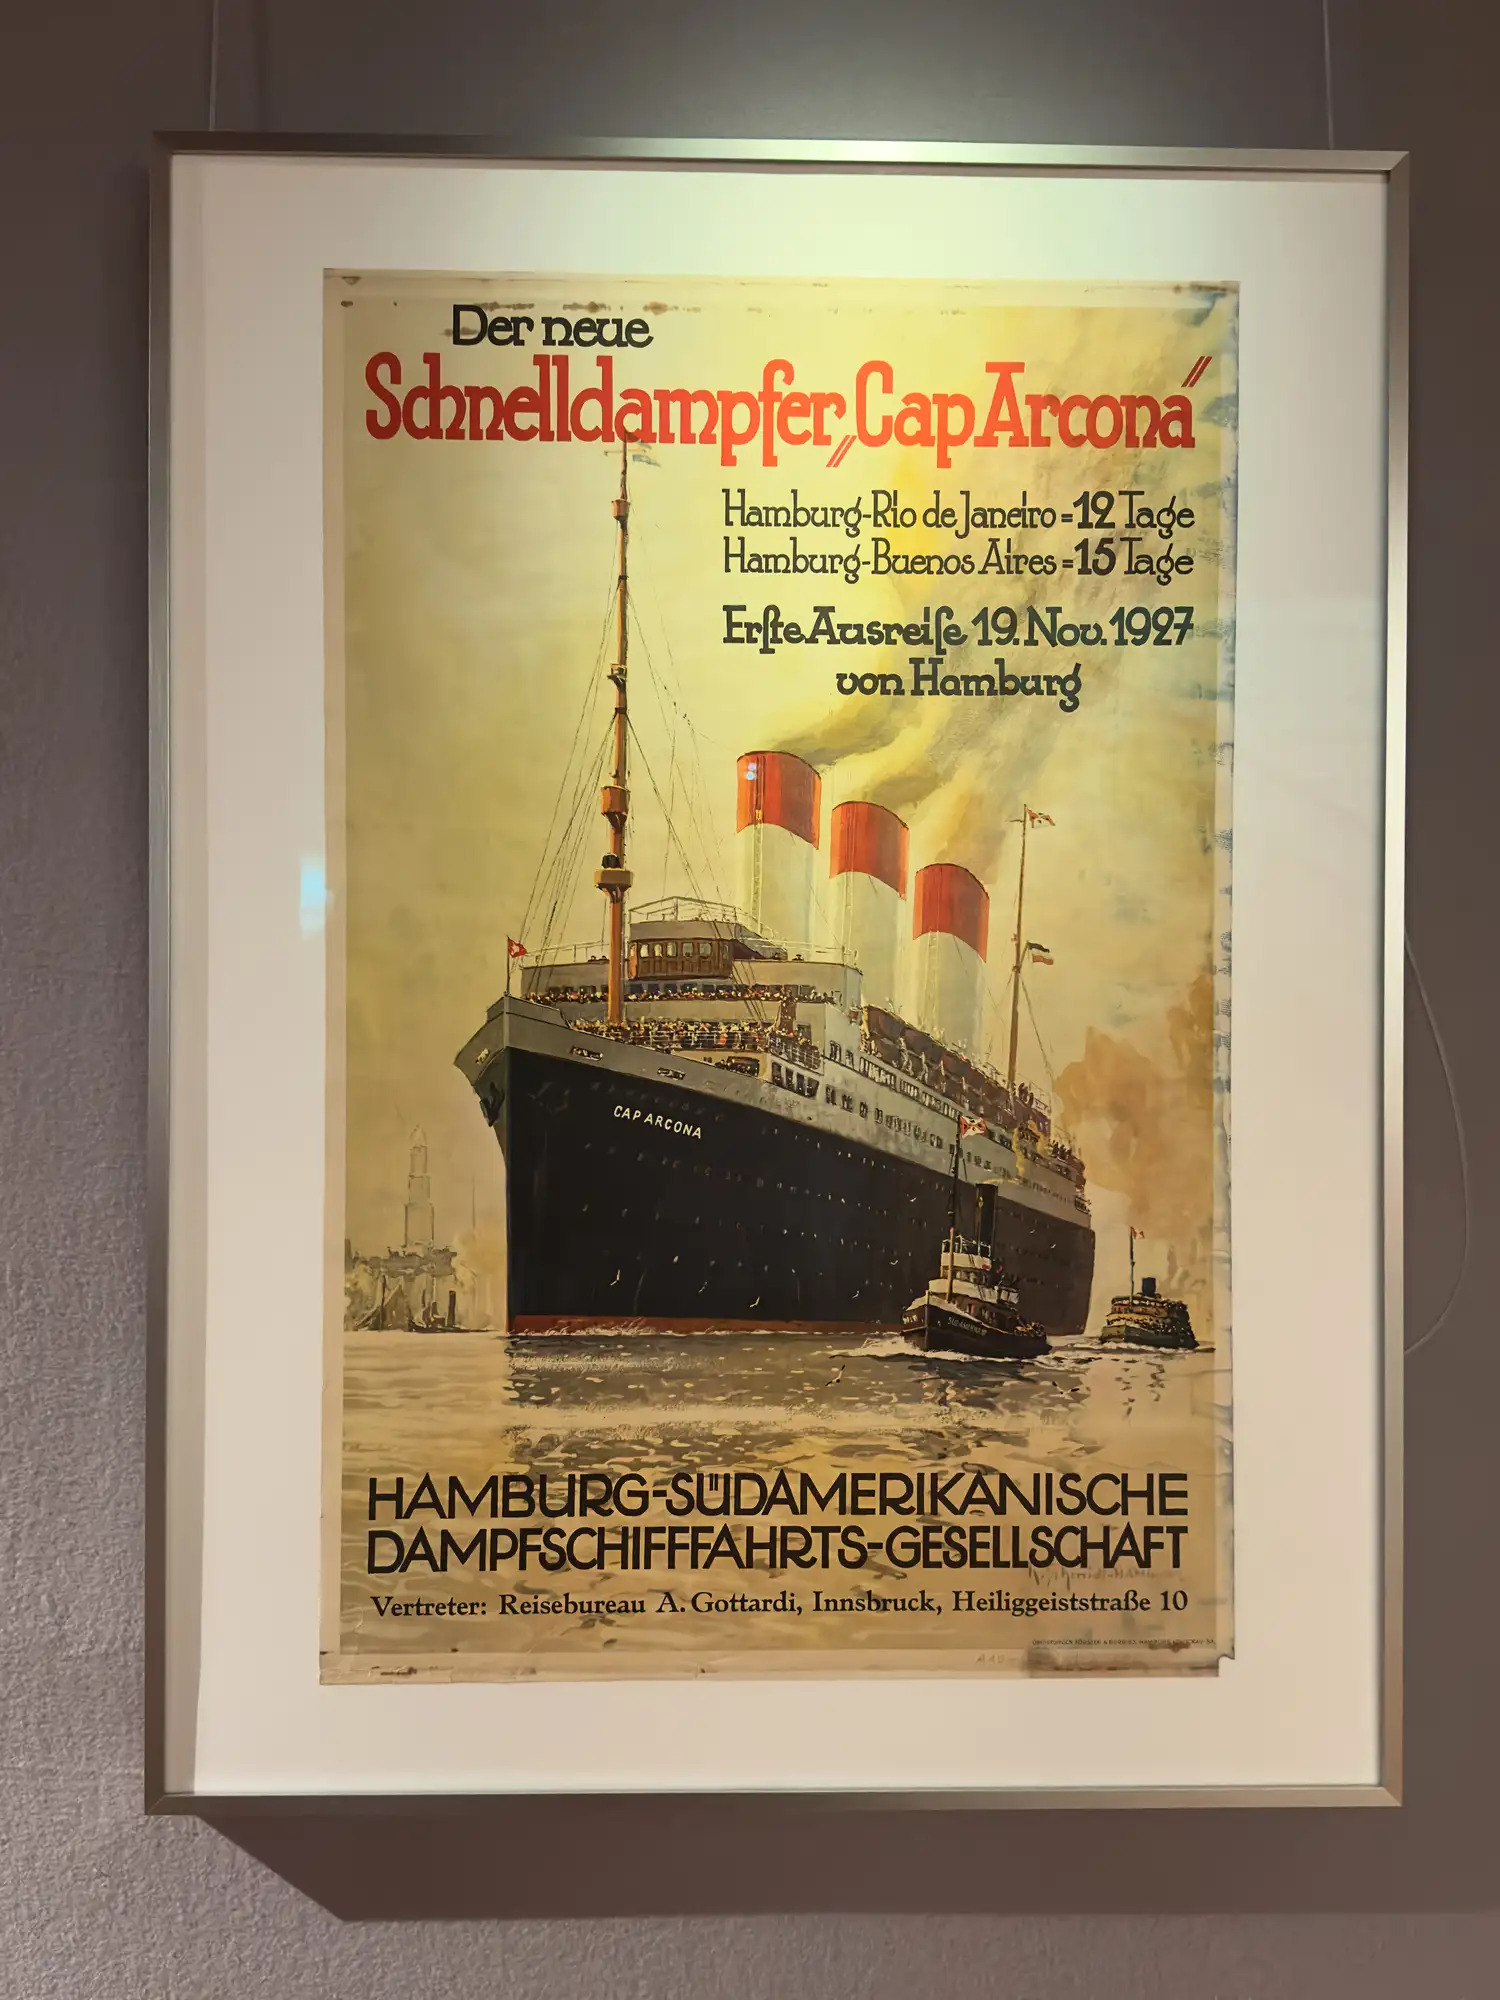 Der neue
Schnelldampfer „Cap Arcona"
Hamburg-Rio de Janeiro = 12 Tage
Hamburg-Buenos Aires = 15 Tage
Erſte Ausreiſe 19. Nov. 1927
von Hamburg
CAP ARCONA
HAMBURG-SÜDAMERIKANISCHE
DAMPFSCHIFFFAHRTS-GESELLSCHAFT
Vertreter: Reisebureau A. Gottardi, Innsbruck, Heiliggeiststraße 10